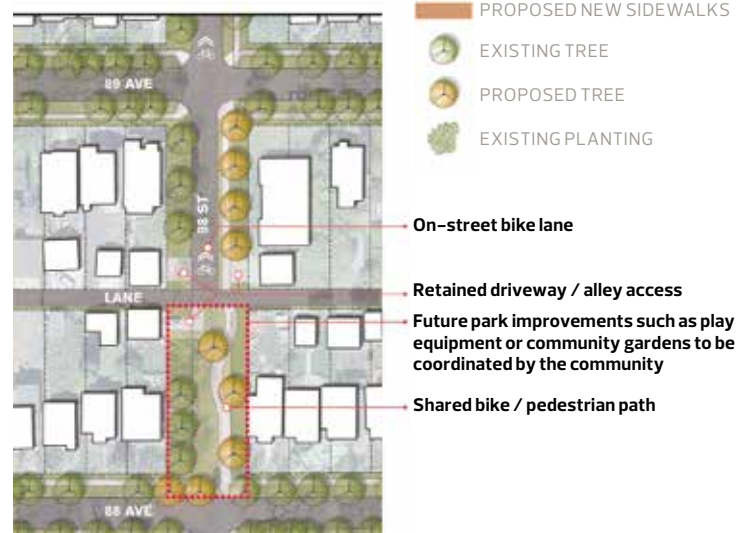 PROPOSED NEW SIDEWALKS
EXISTING TREE
PROPOSED TREE
EXISTING PLANTING
89 AVE
98 ST
On-street bike lane
LANE
Retained driveway / alley access
Future park improvements such as play
equipment or community gardens to be
coordinated by the community
Shared bike / pedestrian path
88 AVE